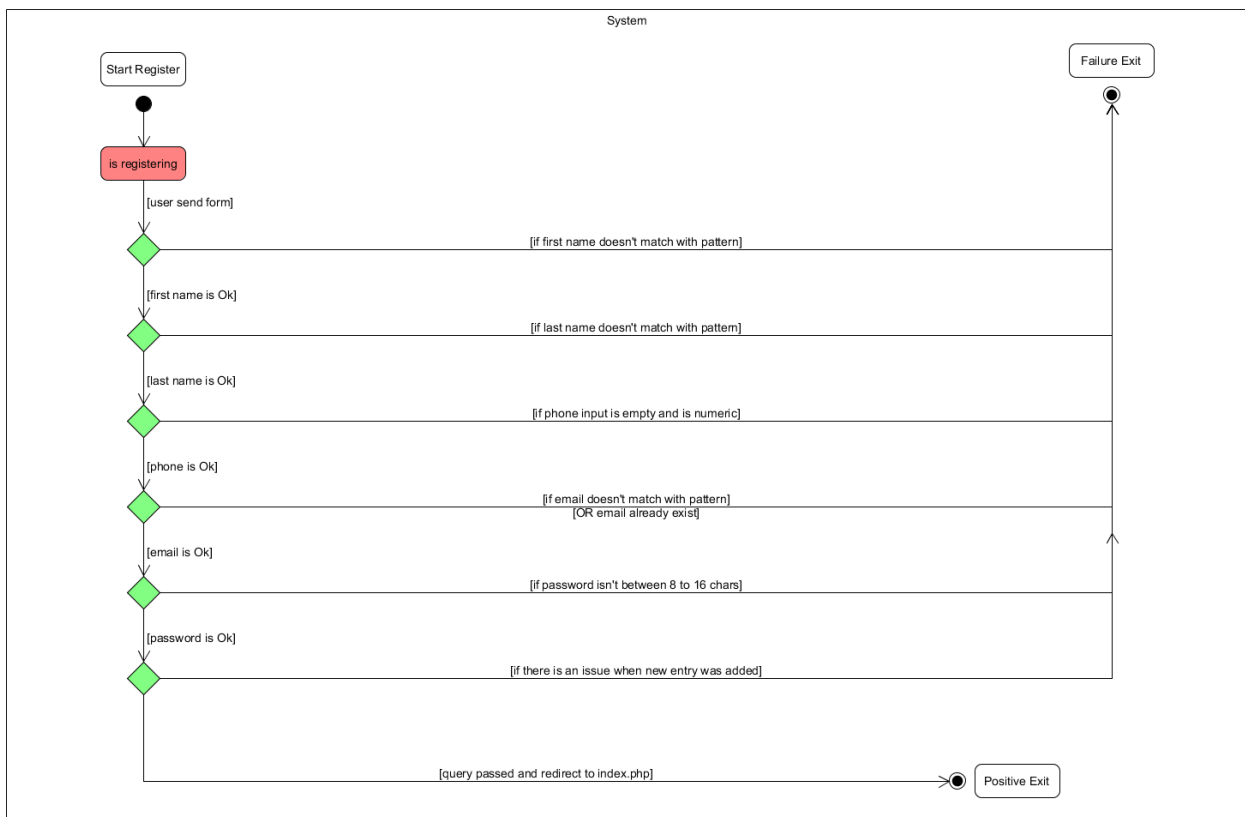 System
Start Register
Failure Exit
is registering
[user send form]
[if first name doesn't match with pattern]
[first name is Ok]
[if last name doesn't match with pattern]
[last name is Ok]
[if phone input is empty and is numeric]
[phone is Ok]
[if email doesn't match with pattern]
[OR email already exist]
[email is Ok]
[if password isn't between 8 to 16 chars]
[password is Ok]
[if there is an issue when new entry was added]
[query passed and redirect to index.php]
Positive Exit